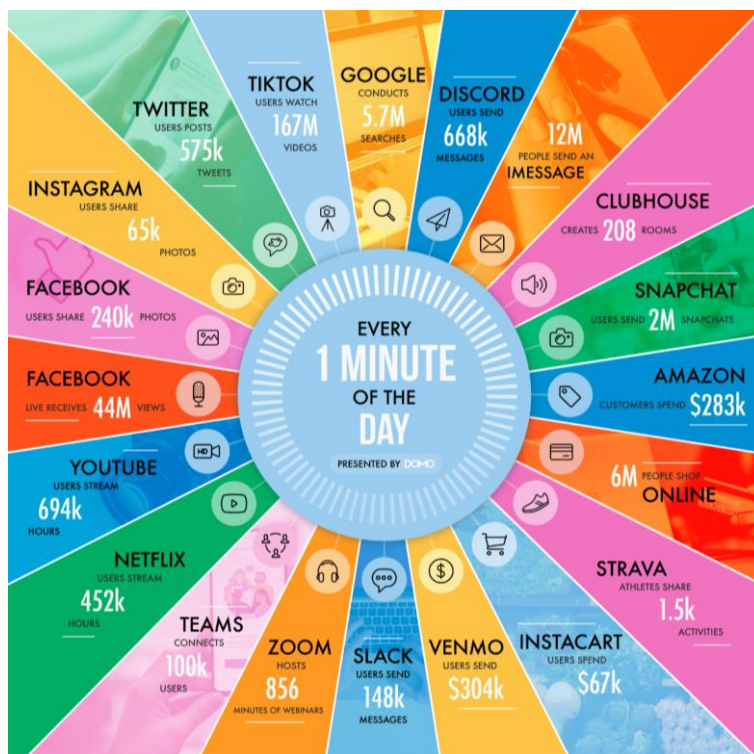 EVERY
1 MINUTE
OF THE
DAY
PRESENTED BY DOMO
GOOGLE
CONDUCTS
5.7M
SEARCHES
DISCORD
USERS SEND
668k
MESSAGES
12M
PEOPLE SEND AN
IMESSAGE
CLUBHOUSE
CREATES 208 ROOMS
SNAPCHAT
USERS SEND 2M SNAPCHATS
AMAZON
CUSTOMERS SPEND $283k
6M PEOPLE SHOP
ONLINE
STRAVA
ATHLETES SHARE
1.5k
ACTIVITIES
INSTACART
USERS SPEND
$67k
VENMO
USERS SEND
$304k
SLACK
USERS SEND
148k
MESSAGES
ZOOM
HOSTS
856
MINUTES OF WEBINARS
TEAMS
CONNECTS
100k
USERS
NETFLIX
USERS STREAM
452k
HOURS
YOUTUBE
USERS STREAM
694k
HOURS
FACEBOOK
LIVE RECEIVES 44M VIEWS
FACEBOOK
USERS SHARE 240k PHOTOS
INSTAGRAM
USERS SHARE
65k
PHOTOS
TWITTER
USERS POSTS
575k
TWEETS
TIKTOK
USERS WATCH
167M
VIDEOS
HD